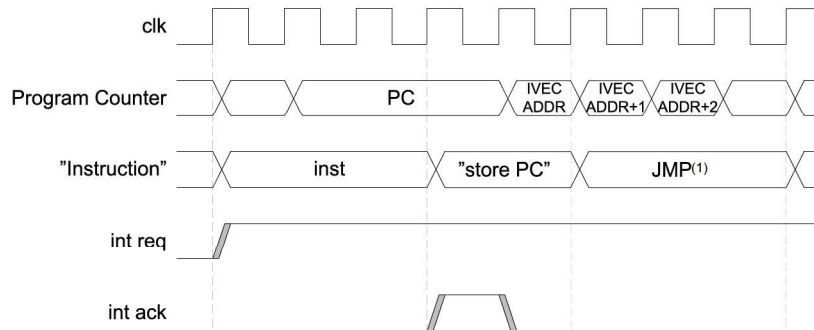 clk
Program Counter
PC
IVEC
ADDR
IVEC
ADDR+1
IVEC
ADDR+2
"Instruction"
inst
"store PC"
JMP(1)
int req
int ack